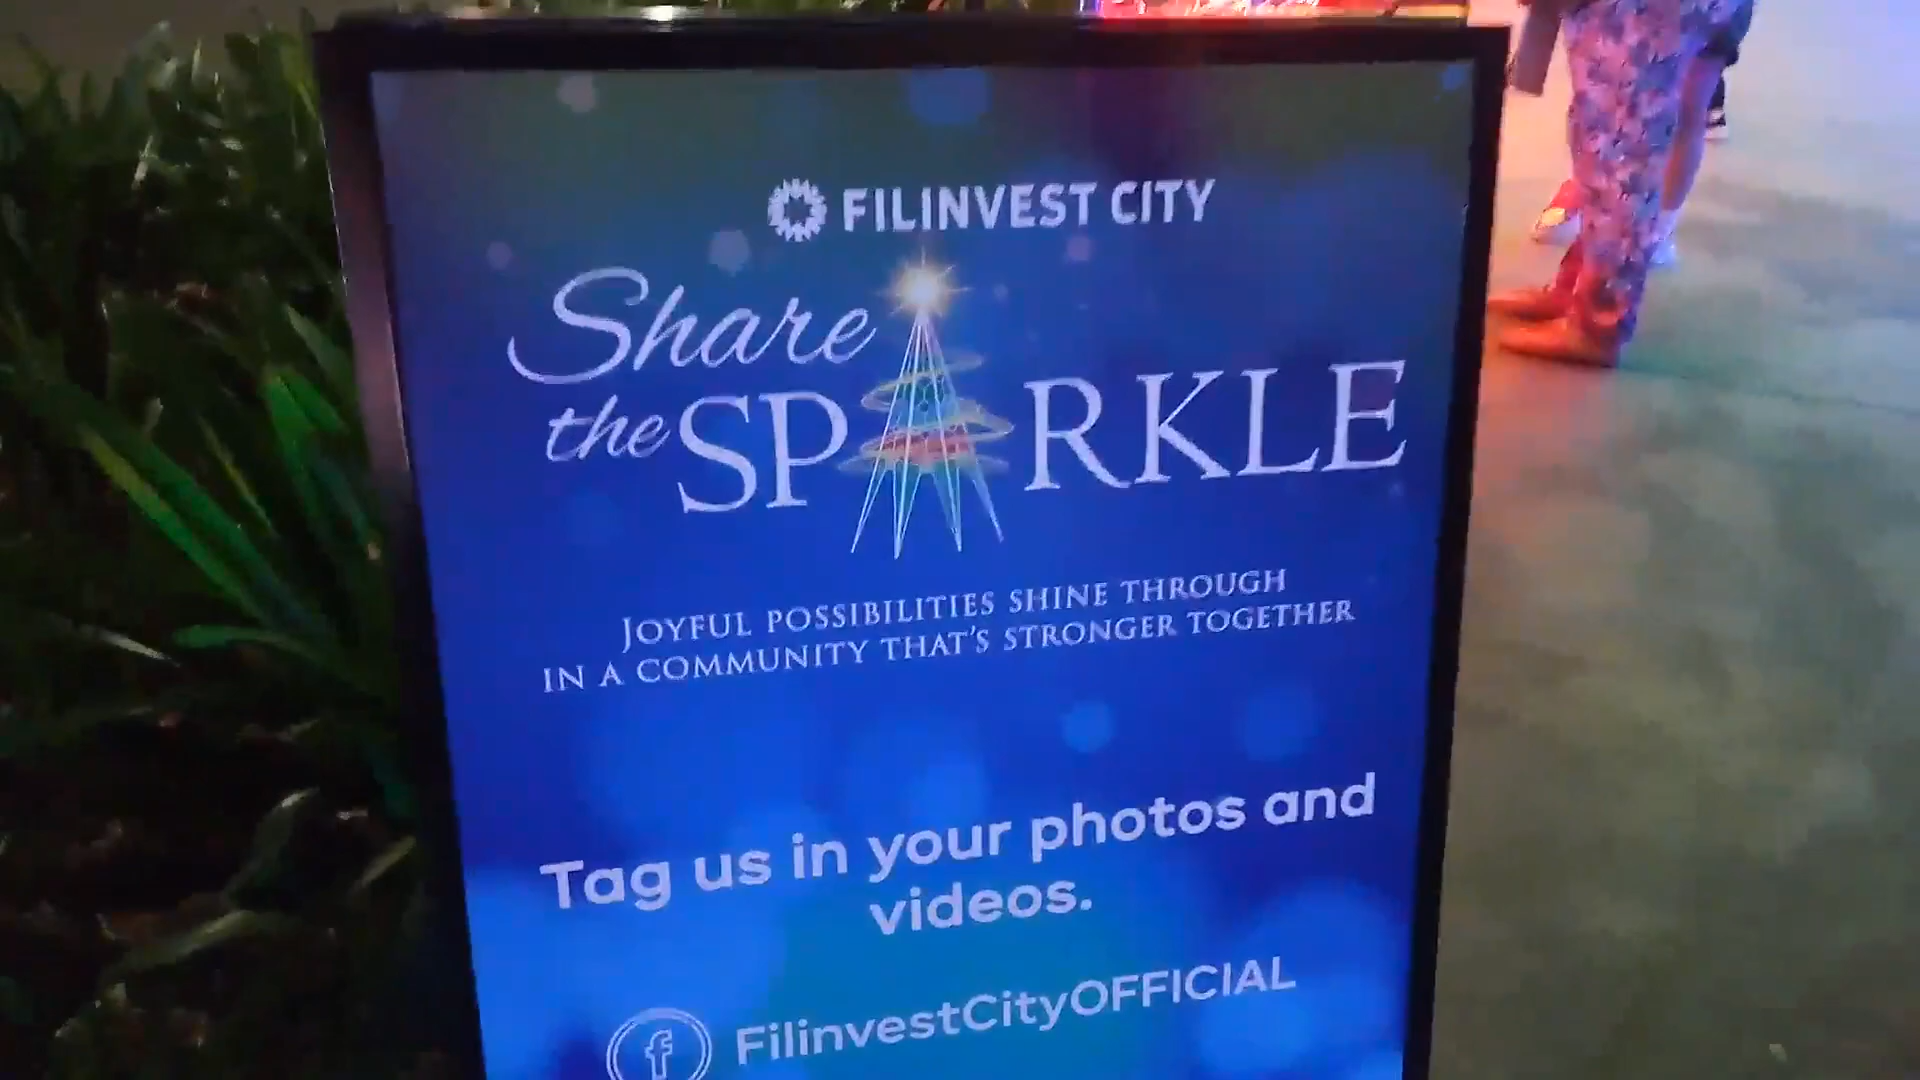 FILINVEST CITY
Share
the SPARKLE
JOYFUL POSSIBILITIES SHINE THROUGH
IN A COMMUNITY THAT'S STRONGER TOGETHER
Tag us in your photos and
videos.
FilinvestCityOFFICIAL